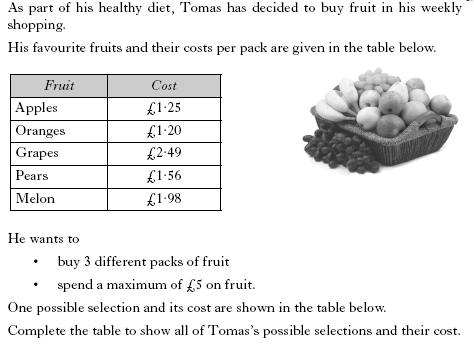 As part of his healthy diet, Tomas has decided to buy fruit in his weekly
shopping.
His favourite fruits and their costs per pack are given in the table below.
Fruit Cost
Apples £1·25
Oranges £1·20
Grapes £2·49
Pears £1·56
Melon £1·98
He wants to
• buy 3 different packs of fruit
• spend a maximum of £5 on fruit.
One possible selection and its cost are shown in the table below.
Complete the table to show all of Tomas's possible selections and their cost.